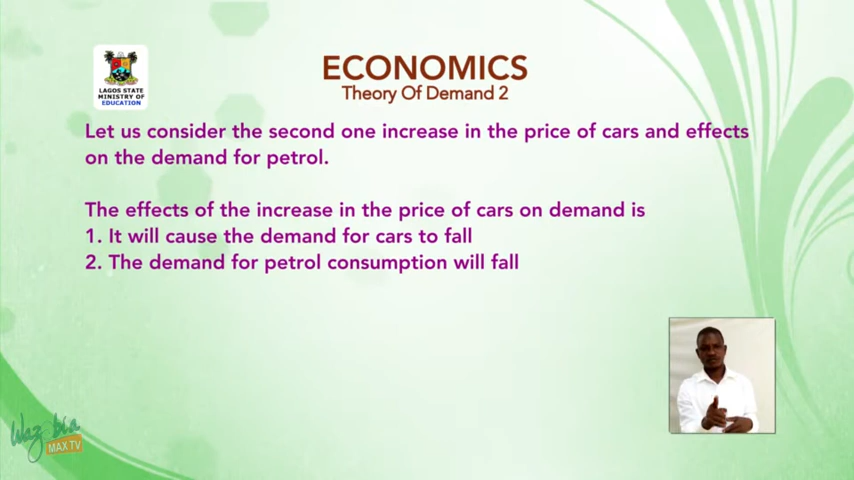 ECONOMICS
Theory Of Demand 2
LAGOS STATE
MINISTRY OF
EDUCATION
Let us consider the second one increase in the price of cars and effects
on the demand for petrol.
The effects of the increase in the price of cars on demand is
1. It will cause the demand for cars to fall
2. The demand for petrol consumption will fall
Wazobia
MAX TV